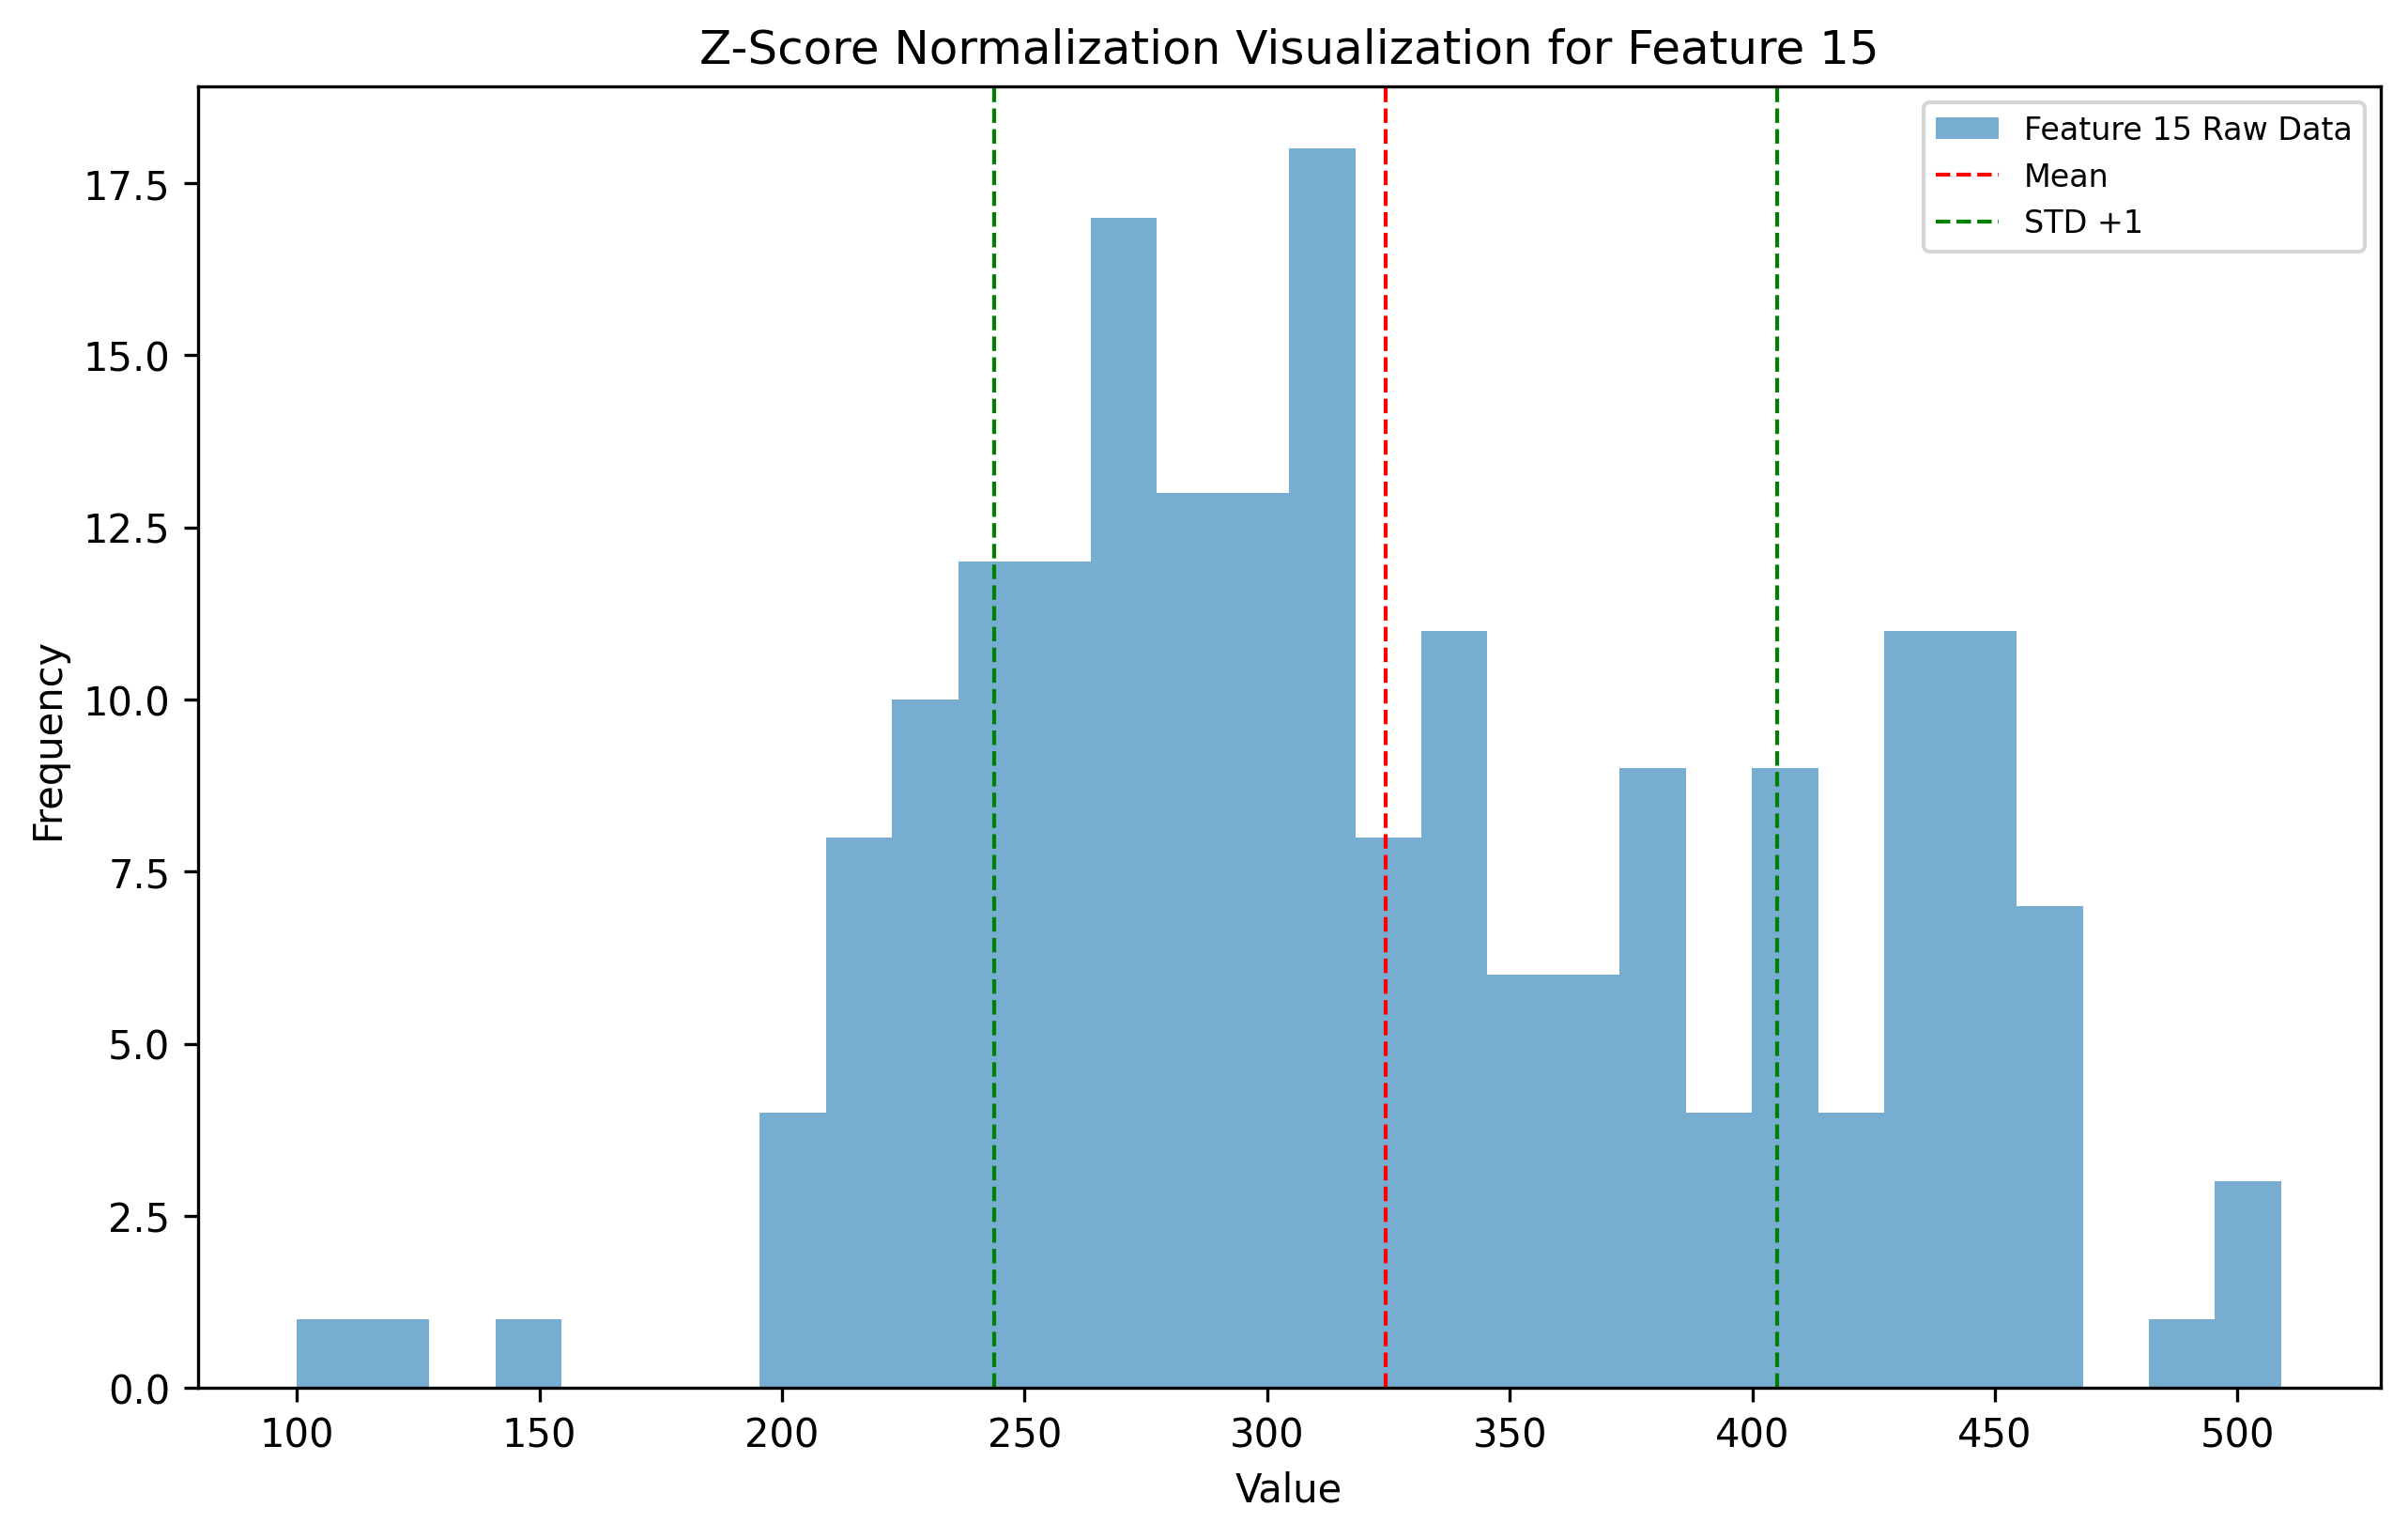 Z-Score Normalization Visualization for Feature 15
Feature 15 Raw Data
Mean
STD +1
17.5
15.0
12.5
10.0
7.5
5.0
2.5
0.0
Frequency
100 150 200 250 300 350 400 450 500
Value